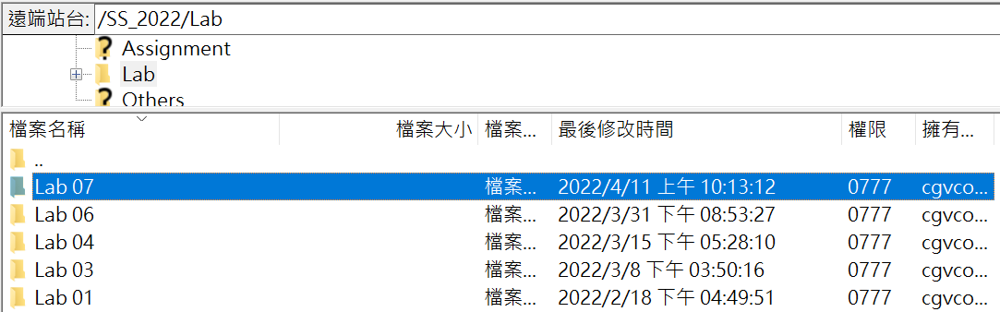 遠端站台: /SS_2022/Lab
Assignment
Lab
Others
檔案名稱 檔案大小 檔案... 最後修改時間 權限 擁有...
..
Lab 07 檔案... 2022/4/11 上午 10:13:12 0777 cgvco...
Lab 06 檔案... 2022/3/31 下午 08:53:27 0777 cgvco...
Lab 04 檔案... 2022/3/15 下午 05:28:10 0777 cgvco...
Lab 03 檔案... 2022/3/8 下午 03:50:16 0777 cgvco...
Lab 01 檔案... 2022/2/18 下午 04:49:51 0777 cgvco...